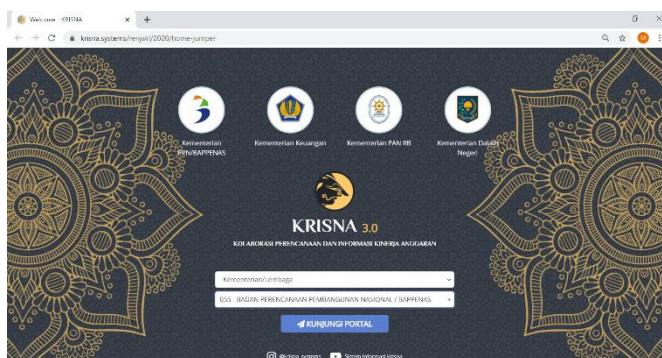 Welcome - KRISNA
krisna.systems/renjakl/2020/home-jumper
M
Kementerian
PPN/BAPPENAS
Kementerian Keuangan
Kementerian PAN RB
Kementerian Dalam
Negeri
KRISNA 3.0
KOLABORASI PERENCANAAN DAN INFORMASI KINERJA ANGGARAN
Kementerian/Lembaga
055 BADAN PERENCANAAN PEMBANGUNAN NASIONAL / BAPPENAS
KUNJUNGI PORTAL
@krisna.systems
Sistem Informasi Krisna